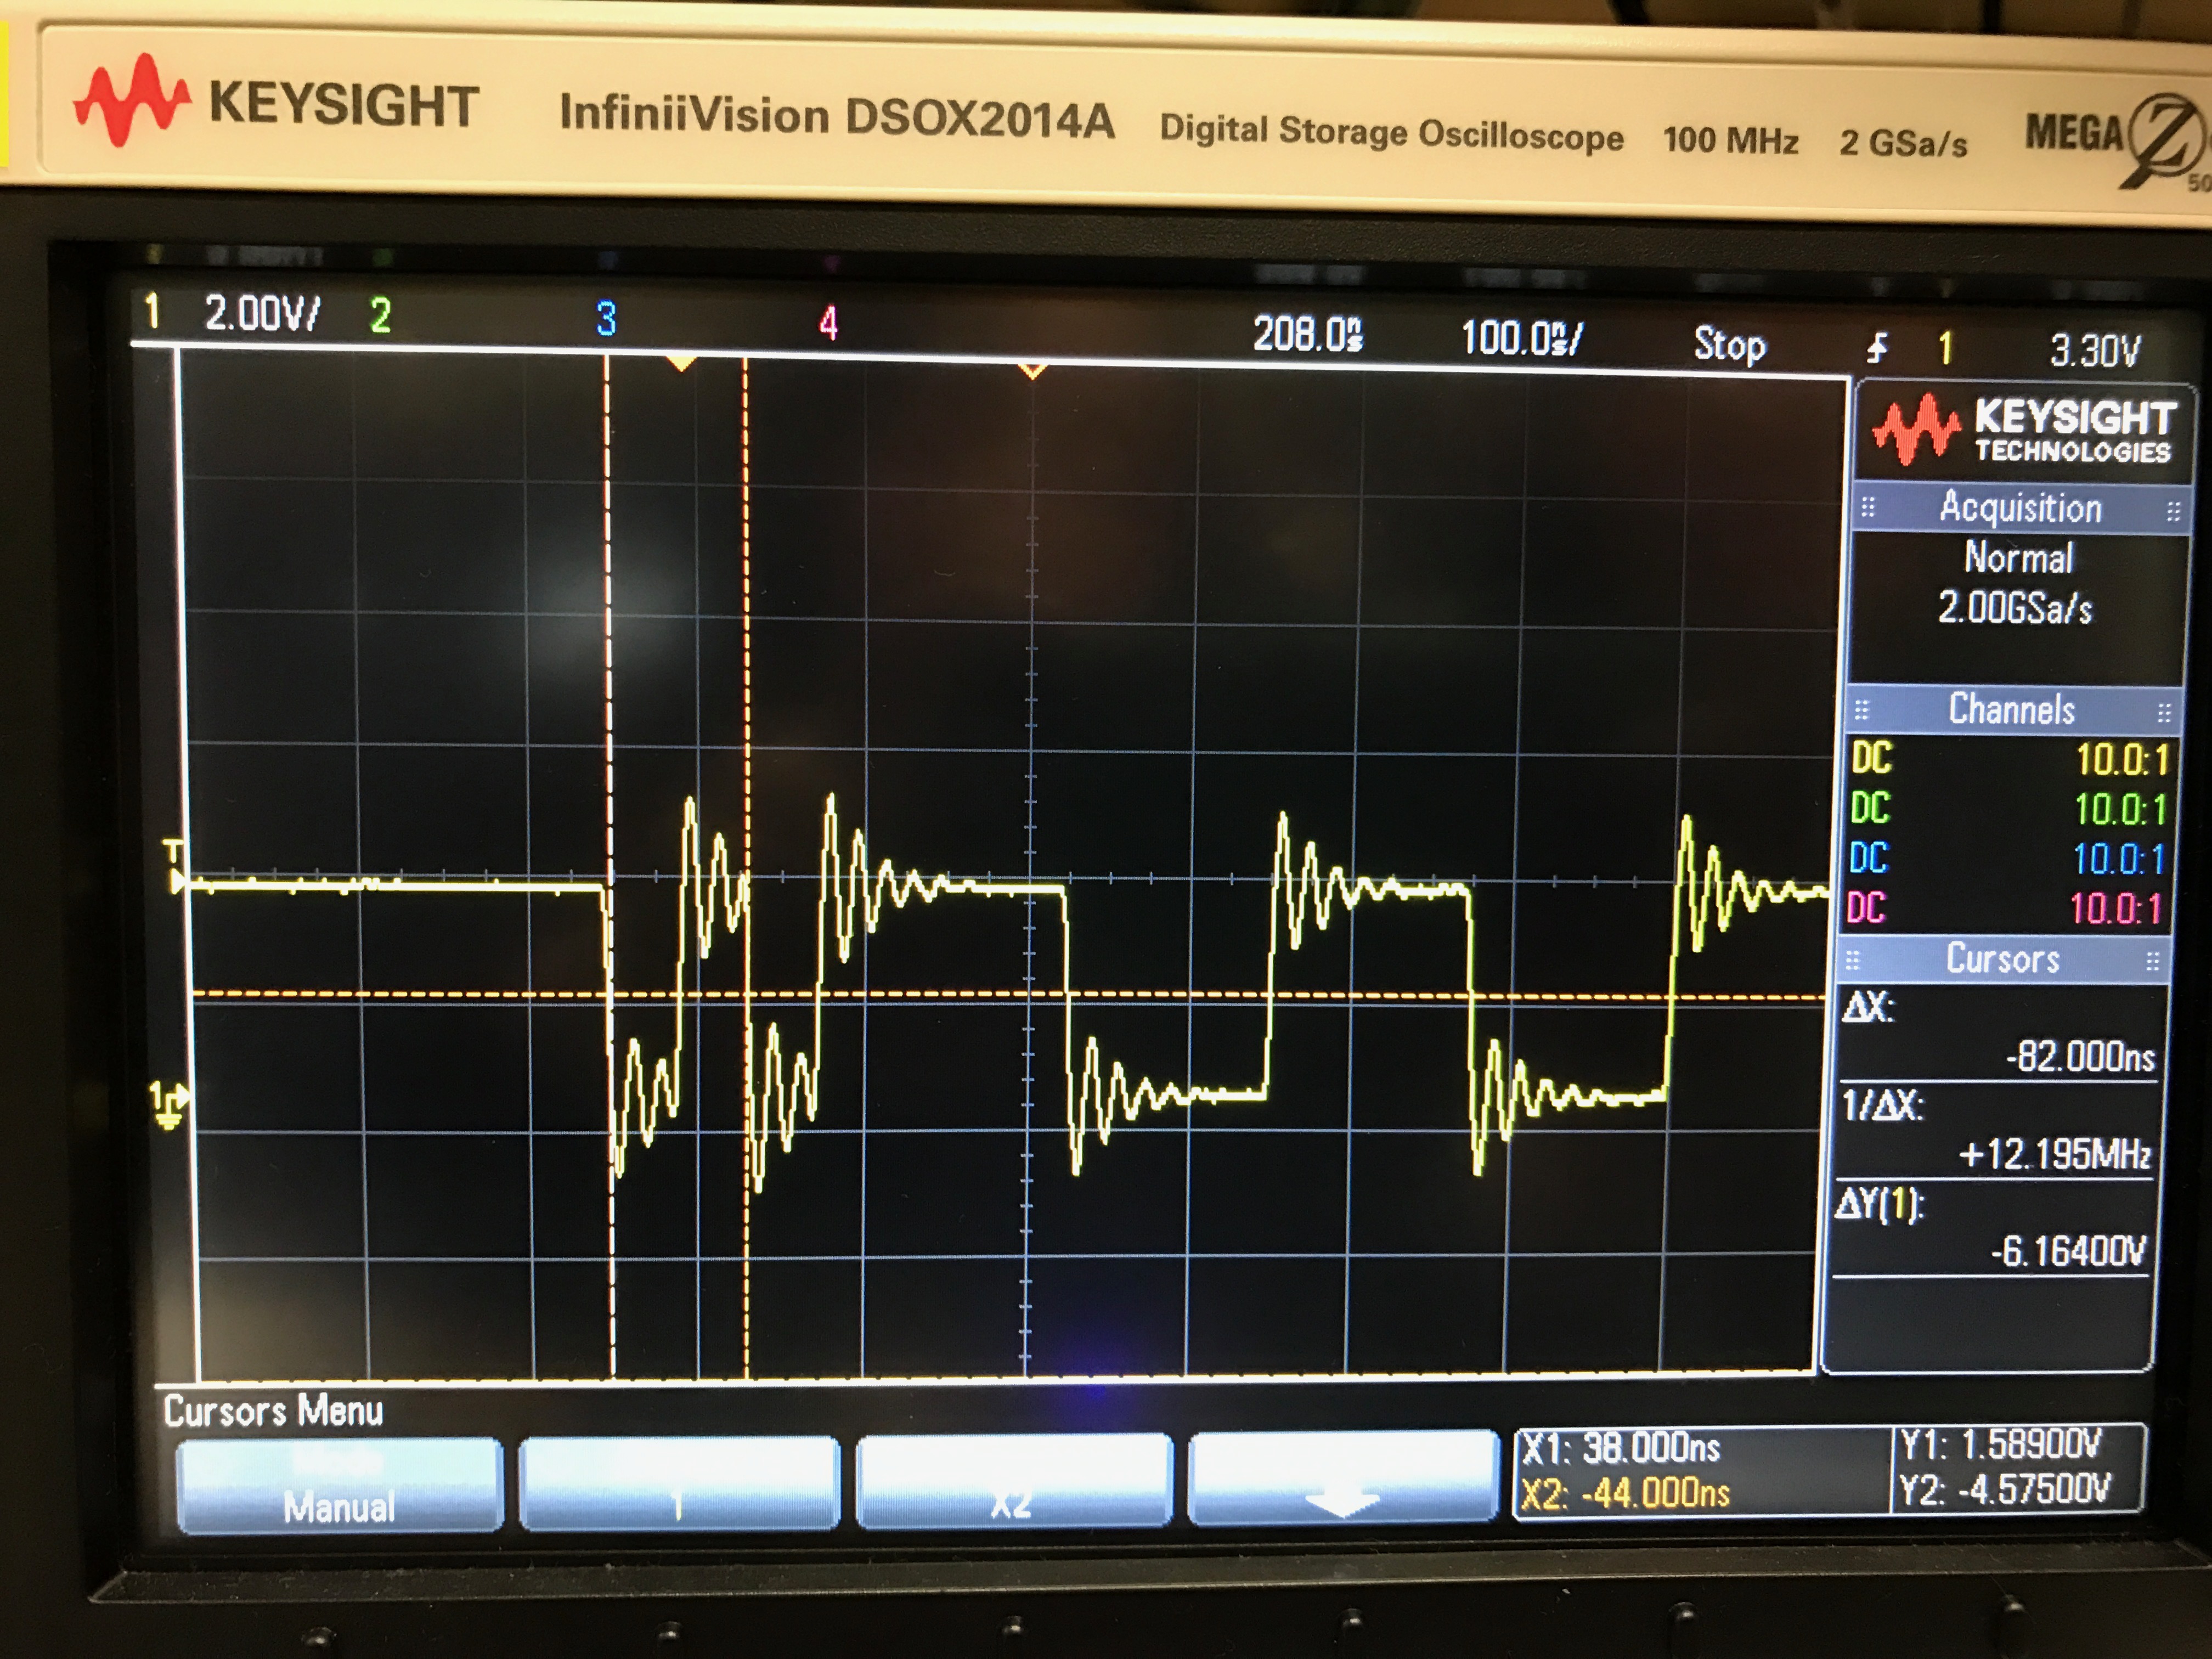 KEYSIGHT InfiniiVision DSOX2014A Digital Storage Oscilloscope 100 MHz 2 GSa/s MEGA Z
50
1 2.00V/ 2 3 4 208.0ns 100.0ns/ Stop 1 3.30V
KEYSIGHT
TECHNOLOGIES
Acquisition
Normal
2.00GSa/s
Channels
DC 10.0:1
DC 10.0:1
DC 10.0:1
DC 10.0:1
Cursors
ΔX:
-82.000ns
1/ΔX:
+12.195MHz
ΔY(1):
-6.16400V
T
1
Cursors Menu
Manual
1
X2
X1: 38.000ns
X2: -44.000ns
Y1: 1.58900V
Y2: -4.57500V